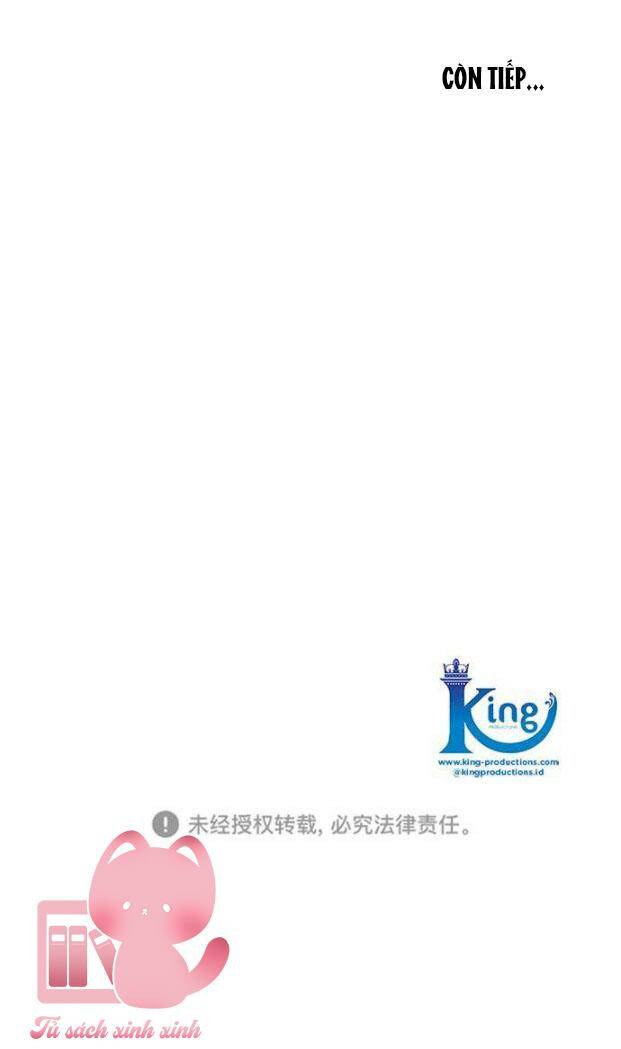 CÒN TIẾP...
King
PRODUCTIONS
www.king-productions.com
@kingproductions.id
! 未经授权转载, 必究法律责任。
Tủ sách xinh xinh